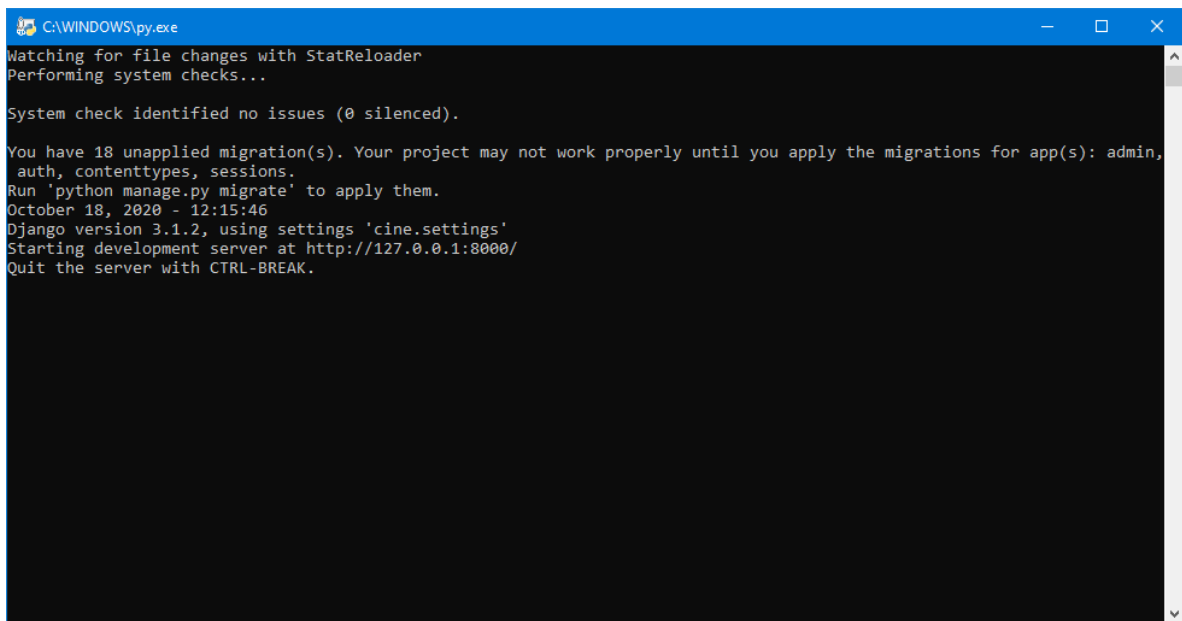 C:\WINDOWS\py.exe
Watching for file changes with StatReloader
Performing system checks...
System check identified no issues (0 silenced).
You have 18 unapplied migration(s). Your project may not work properly until you apply the migrations for app(s): admin,
 auth, contenttypes, sessions.
Run 'python manage.py migrate' to apply them.
October 18, 2020 - 12:15:46
Django version 3.1.2, using settings 'cine.settings'
Starting development server at http://127.0.0.1:8000/
Quit the server with CTRL-BREAK.